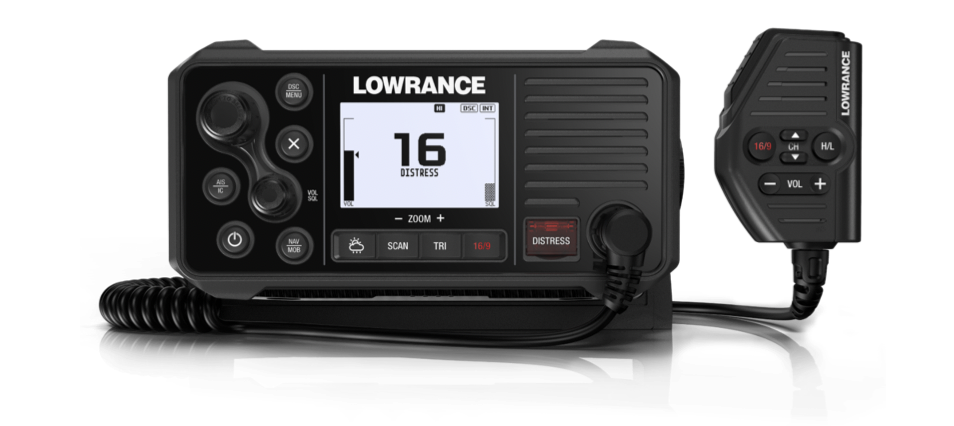 LOWRANCE
DSC
MENU
X
AIS
IC
VOL
SQL
NAV
MOB
HI
DSC
INT
16
DISTRESS
VOL
SQL
— ZOOM +
SCAN
TRI
16/9
DISTRESS
LOWRANCE
16/9
CH
H/L
— VOL +